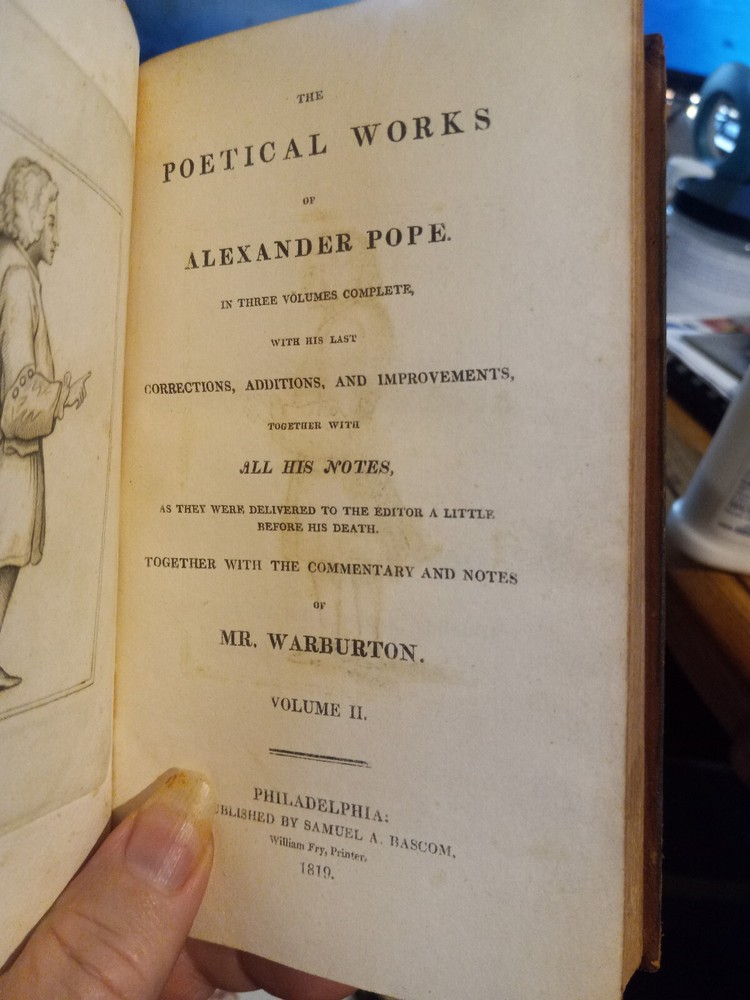 THE
POETICAL WORKS
OF
ALEXANDER POPE.
IN THREE VOLUMES COMPLETE,
WITH HIS LAST
CORRECTIONS, ADDITIONS, AND IMPROVEMENTS,
TOGETHER WITH
ALL HIS NOTES,
AS THEY WERE DELIVERED TO THE EDITOR A LITTLE
BEFORE HIS DEATH.
TOGETHER WITH THE COMMENTARY AND NOTES
OF
MR. WARBURTON.
VOLUME II.
PHILADELPHIA:
UBLISHED BY SAMUEL A. BASCOM,
William Fry, Printer.
1819.